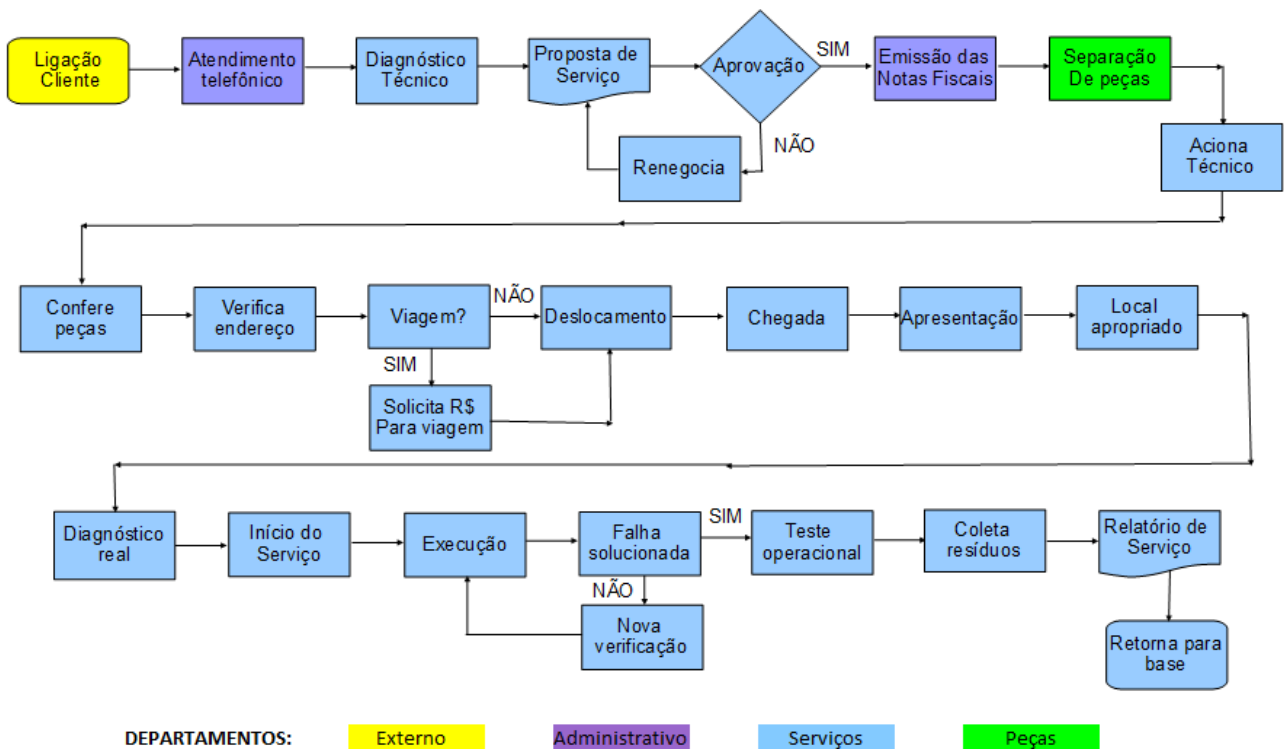 Ligação
Cliente
Atendimento
telefônico
Diagnóstico
Técnico
Proposta de
Serviço
Aprovação
SIM
Emissão das
Notas Fiscais
Separação
De peças
NÃO
Renegocia
Aciona
Técnico
Confere
peças
Verifica
endereço
Viagem?
NÃO
Deslocamento
Chegada
Apresentação
Local
apropriado
SIM
Solicita R$
Para viagem
Diagnóstico
real
Início do
Serviço
Execução
Falha
solucionada
SIM
Teste
operacional
Coleta
resíduos
Relatório de
Serviço
NÃO
Nova
verificação
Retorna para
base
DEPARTAMENTOS:
Externo
Administrativo
Serviços
Peças